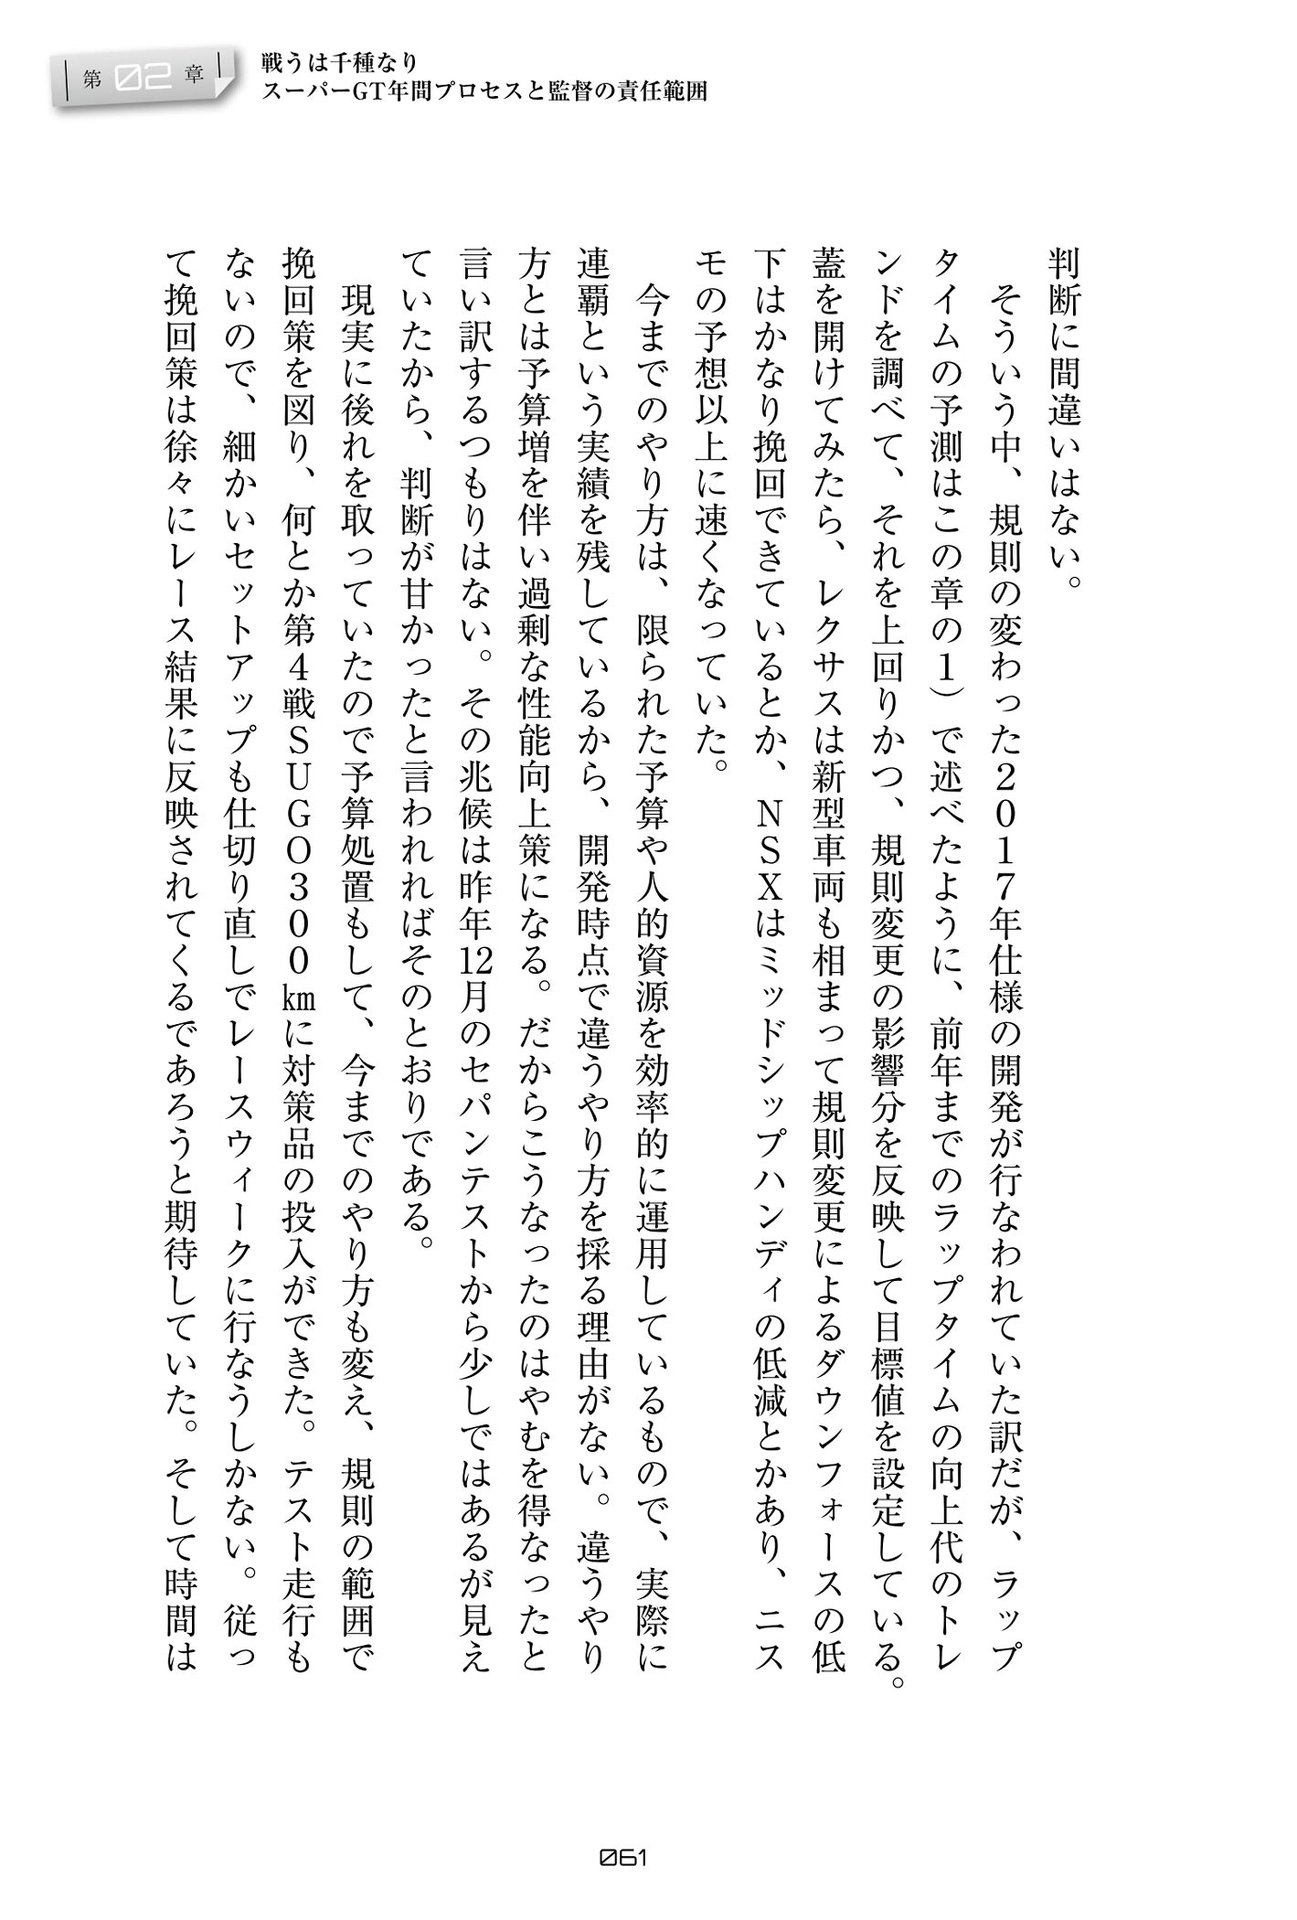 第02章
戦うは千種なり
スーパーGT年間プロセスと監督の責任範囲
判断に間違いはない。
　そういう中、規則の変わった2017年仕様の開発が行なわれていた訳だが、ラップ
タイムの予測はこの章の1）で述べたように、前年までのラップタイムの向上代のトレ
ンドを調べて、それを上回りかつ、規則変更の影響分を反映して目標値を設定している。
蓋を開けてみたら、レクサスは新型車両も相まって規則変更によるダウンフォースの低
下はかなり挽回できているとか、NSXはミッドシップハンディの低減とかあり、ニス
モの予想以上に速くなっていた。
　今までのやり方は、限られた予算や人的資源を効率的に運用しているもので、実際に
連覇という実績を残しているから、開発時点で違うやり方を採る理由がない。違うやり
方とは予算増を伴い過剰な性能向上策になる。だからこうなったのはやむを得なったと
言い訳するつもりはない。その兆候は昨年12月のセパンテストから少しではあるが見え
ていたから、判断が甘かったと言われればそのとおりである。
　現実に後れを取っていたので予算処置もして、今までのやり方も変え、規則の範囲で
挽回策を図り、何とか第4戦SUGO300㎞に対策品の投入ができた。テスト走行も
ないので、細かいセットアップも仕切り直しでレースウィークに行なうしかない。従っ
て挽回策は徐々にレース結果に反映されてくるであろうと期待していた。そして時間は
061